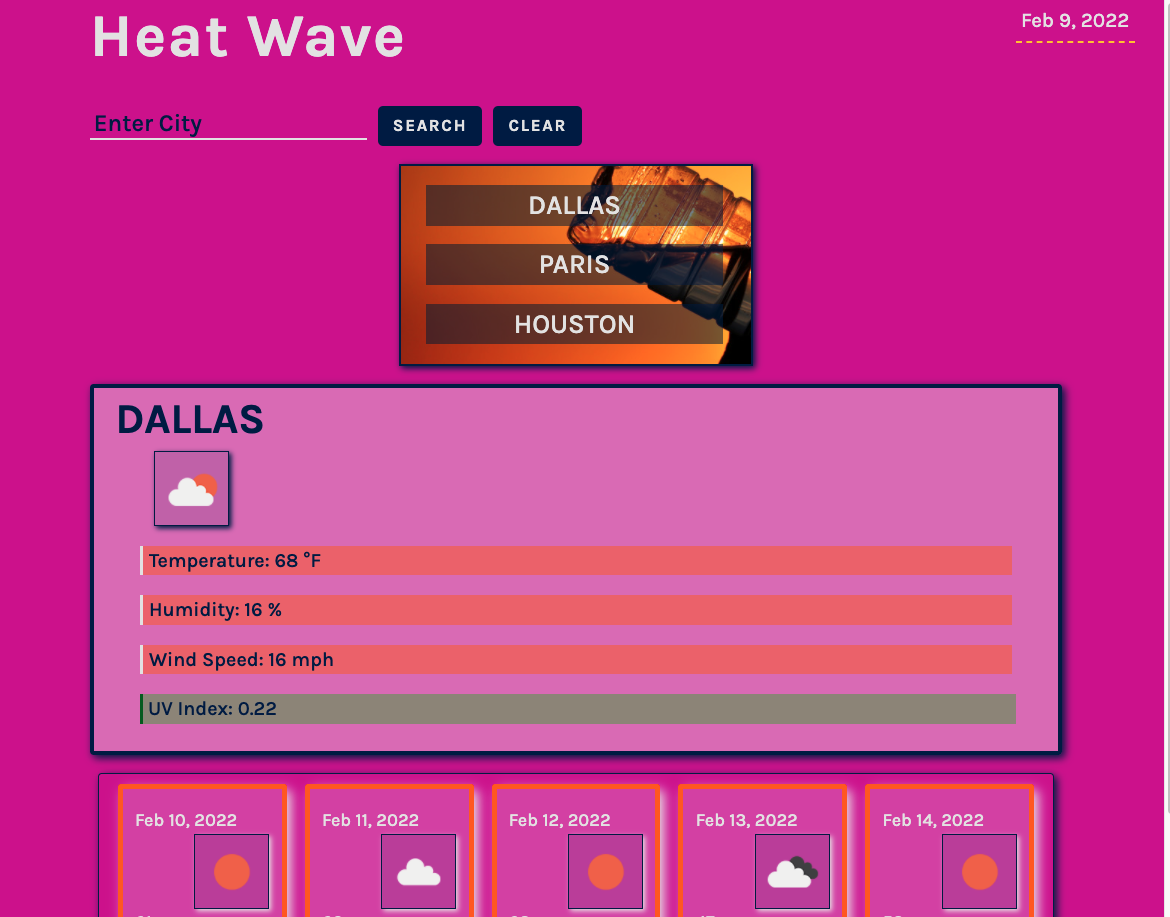 Heat Wave
Feb 9, 2022
Enter City
SEARCH
CLEAR
DALLAS
PARIS
HOUSTON
DALLAS
Temperature: 68 °F
Humidity: 16 %
Wind Speed: 16 mph
UV Index: 0.22
Feb 10, 2022
Feb 11, 2022
Feb 12, 2022
Feb 13, 2022
Feb 14, 2022